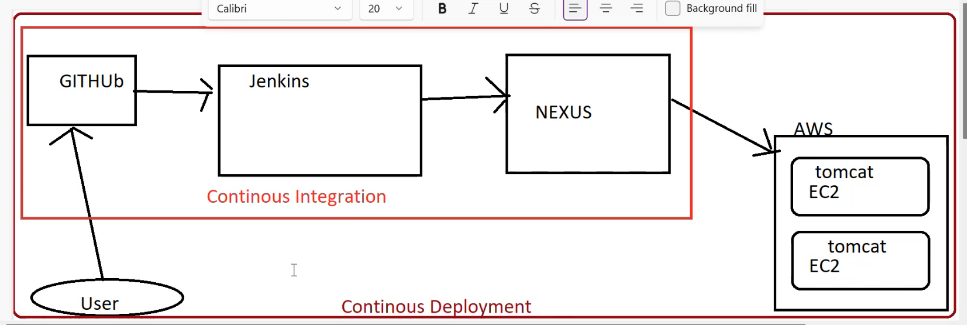 Calibri
20
B
I
U
S
Background fill
GITHUb
Jenkins
NEXUS
AWS
tomcat
EC2
Continous Integration
tomcat
EC2
User
Continous Deployment